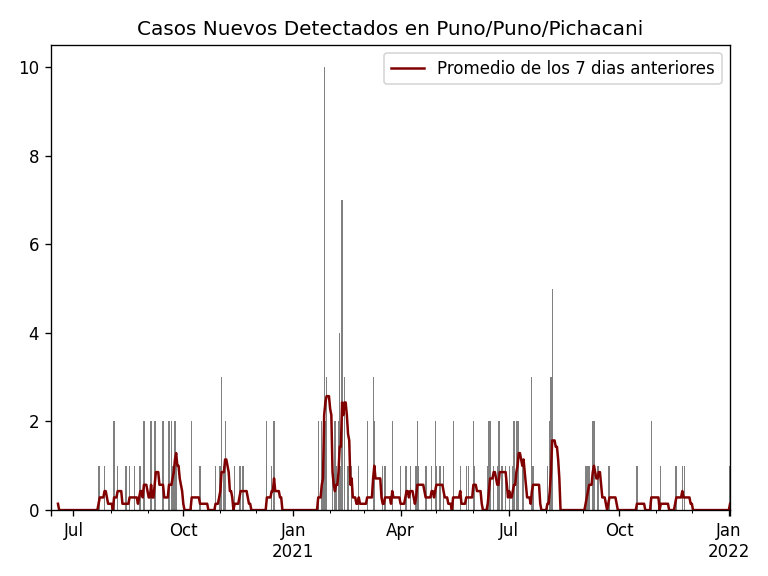 Casos Nuevos Detectados en Puno/Puno/Pichacani
Promedio de los 7 dias anteriores
10
8
6
4
2
0
Jul Oct Jan Apr Jul Oct Jan
2021 2022